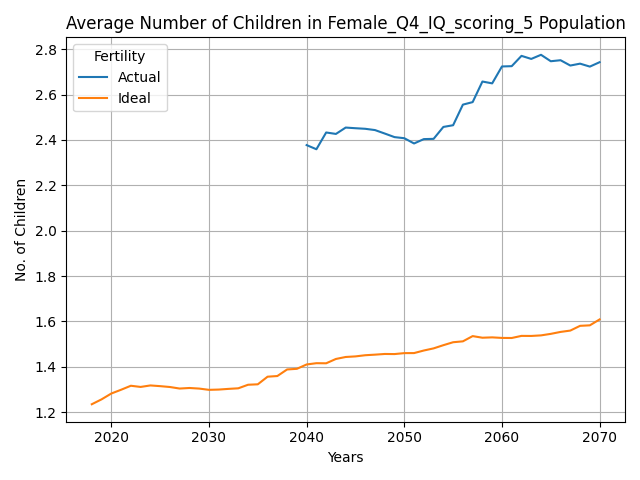 Average Number of Children in Female_Q4_IQ_scoring_5 Population
Fertility
Actual
Ideal
No. of Children
2.8
2.6
2.4
2.2
2.0
1.8
1.6
1.4
1.2
2020 2030 2040 2050 2060 2070
Years